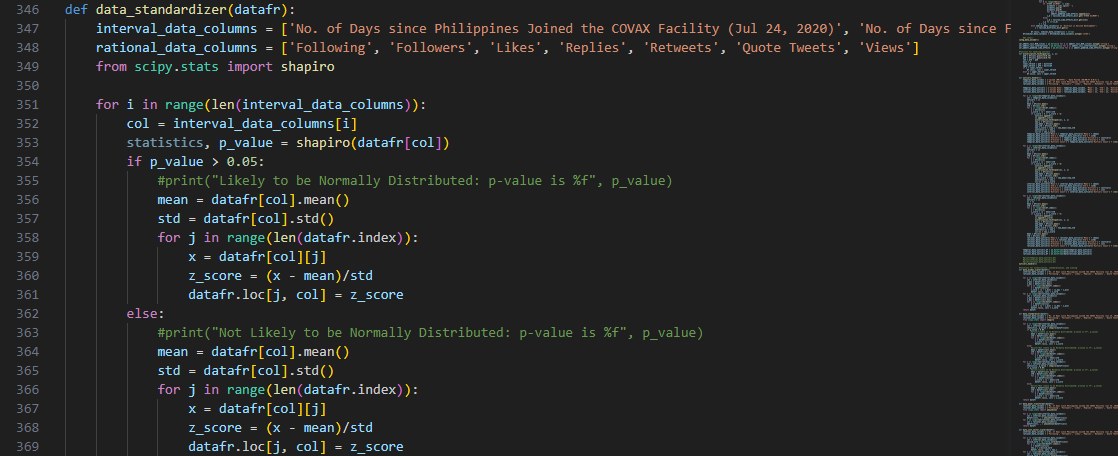 346 def data_standardizer(datafr):
347     interval_data_columns = ['No. of Days since Philippines Joined the COVAX Facility (Jul 24, 2020)', 'No. of Days since F
348     rational_data_columns = ['Following', 'Followers', 'Likes', 'Replies', 'Retweets', 'Quote Tweets', 'Views']
349     from scipy.stats import shapiro
350
351     for i in range(len(interval_data_columns)):
352         col = interval_data_columns[i]
353         statistics, p_value = shapiro(datafr[col])
354         if p_value > 0.05:
355             #print("Likely to be Normally Distributed: p-value is %f", p_value)
356             mean = datafr[col].mean()
357             std = datafr[col].std()
358             for j in range(len(datafr.index)):
359                 x = datafr[col][j]
360                 z_score = (x - mean)/std
361                 datafr.loc[j, col] = z_score
362         else:
363             #print("Not Likely to be Normally Distributed: p-value is %f", p_value)
364             mean = datafr[col].mean()
365             std = datafr[col].std()
366             for j in range(len(datafr.index)):
367                 x = datafr[col][j]
368                 z_score = (x - mean)/std
369                 datafr.loc[j, col] = z_score